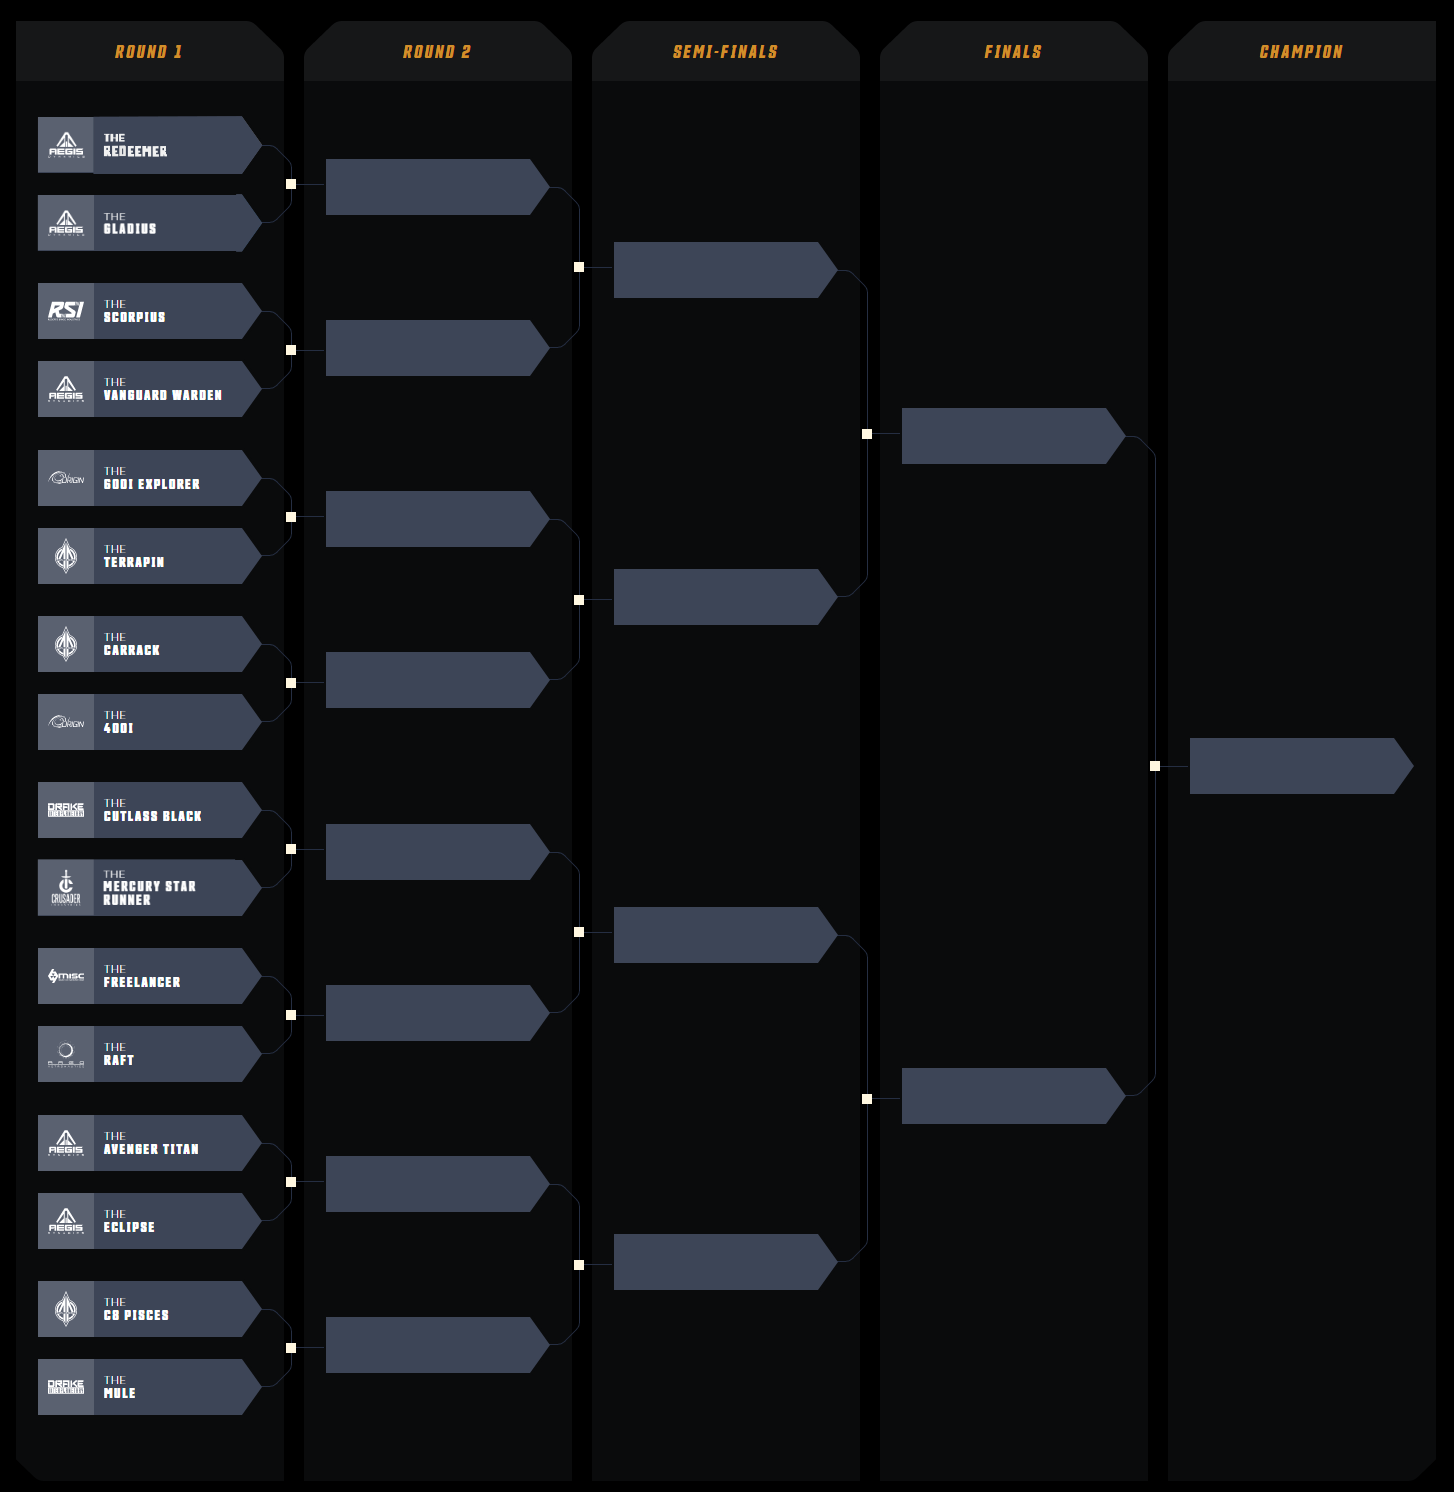 ROUND 1
ROUND 2
SEMI-FINALS
FINALS
CHAMPION
AEGIS
THE
REDEEMER
AEGIS
THE
GLADIUS
RSI
THE
SCORPIUS
AEGIS
THE
VANGUARD WARDEN
ORIGIN
THE
600I EXPLORER
THE
TERRAPIN
THE
CARRACK
ORIGIN
THE
400I
DRAKE
THE
CUTLASS BLACK
CRUSADER
THE
MERCURY STAR
RUNNER
MISC
THE
FREELANCER
THE
RAFT
AEGIS
THE
AVENGER TITAN
AEGIS
THE
ECLIPSE
THE
C8 PISCES
DRAKE
THE
MULE